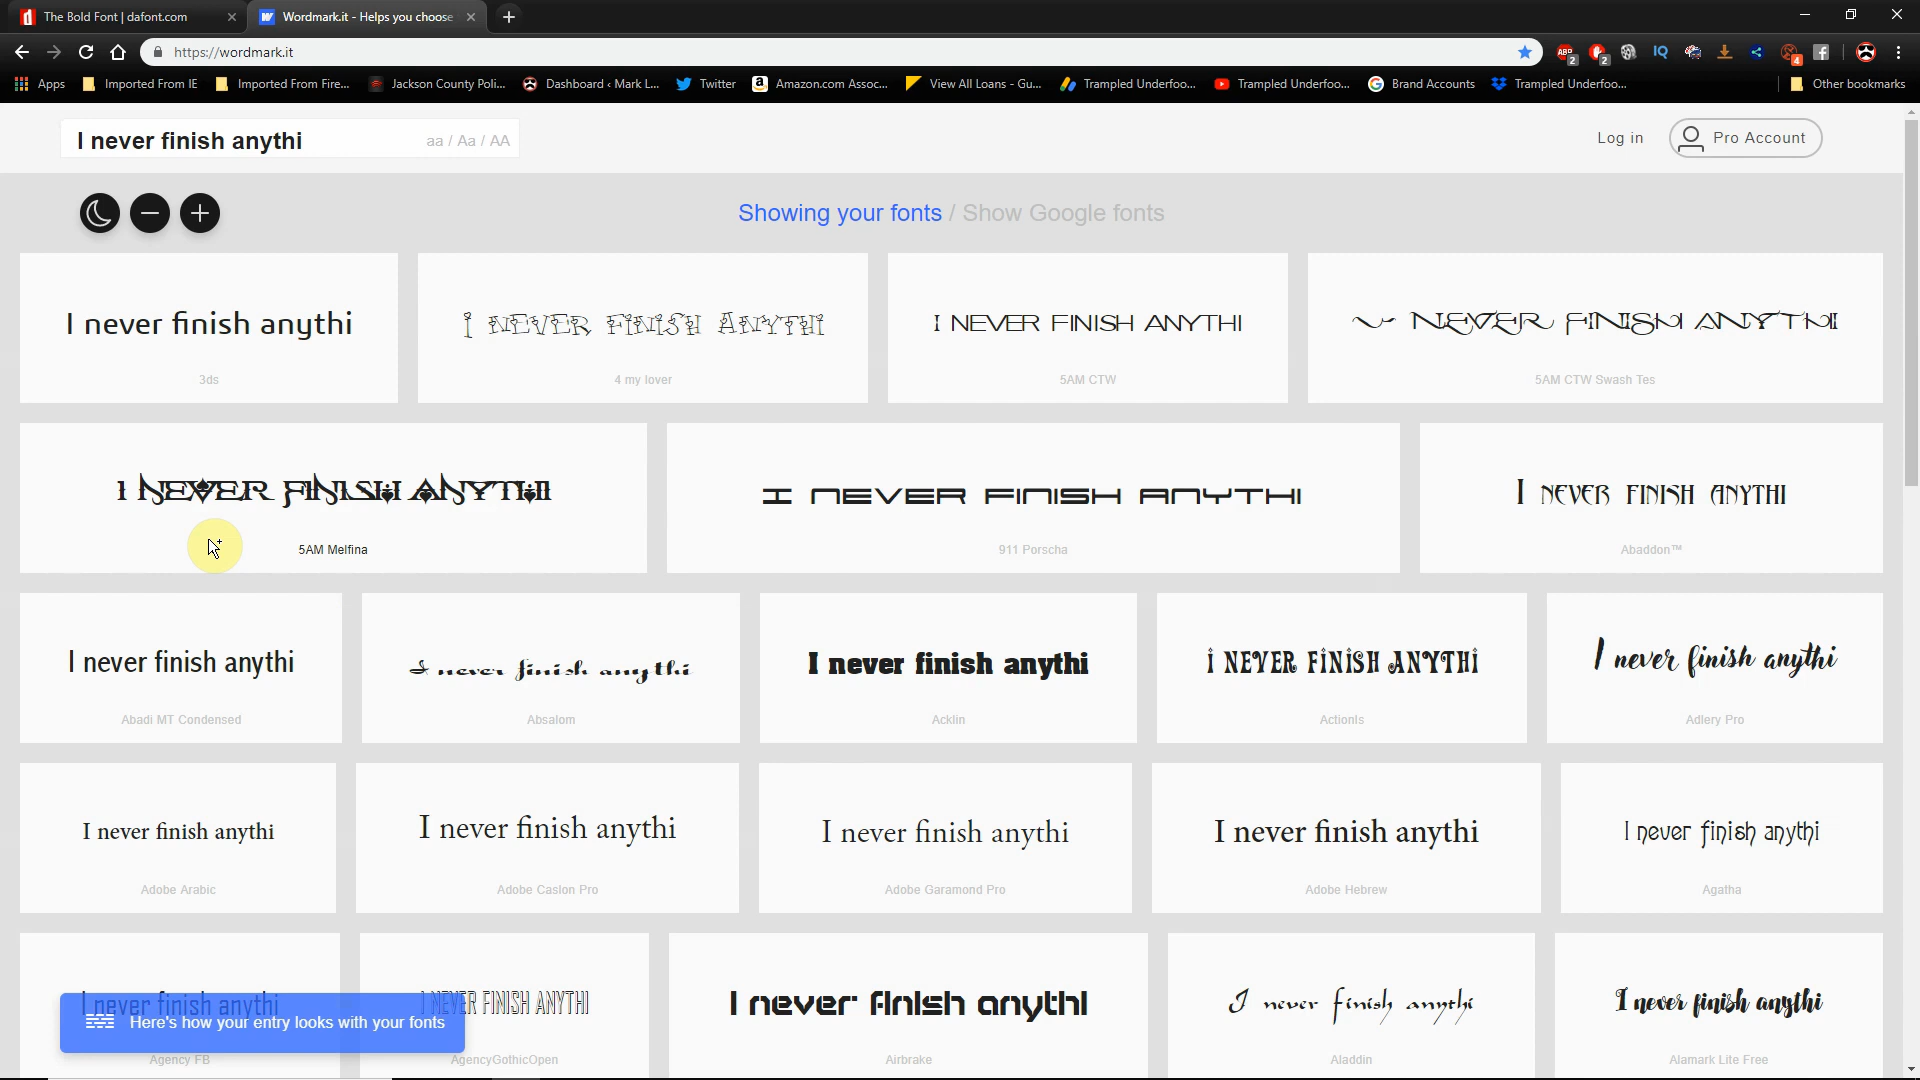 The Bold Font | dafont.com
Wordmark.it - Helps you choose
https://wordmark.it
ABP 2
2
IQ
4
Apps
Imported From IE
Imported From Fire...
Jackson County Poli...
Dashboard ‹ Mark L...
Twitter
Amazon.com Assoc...
View All Loans - Gu...
Trampled Underfoo...
Trampled Underfoo...
Brand Accounts
Trampled Underfoo...
Other bookmarks
I never finish anythi
aa / Aa / AA
Log in
Pro Account
Showing your fonts / Show Google fonts
I never finish anythi
I NEVER FINISH ANYTHI
I NEVER FINISH ANYTHI
I NEVER FINISH ANYTHI
3ds
4 my lover
5AM CTW
5AM CTW Swash Tes
I NEVER FINISH ANYTHI
I NEVER FINISH ANYTHI
I NEVER FINISH ANYTHI
5AM Melfina
911 Porscha
Abaddon™
I never finish anythi
I never finish anythi
I never finish anythi
I NEVER FINISH ANYTHI
I never finish anythi
Abadi MT Condensed
Absalom
Acklin
ActionIs
Adlery Pro
I never finish anythi
I never finish anythi
I never finish anythi
I never finish anythi
I never finish anythi
Adobe Arabic
Adobe Caslon Pro
Adobe Garamond Pro
Adobe Hebrew
Agatha
I never finish anythi
I NEVER FINISH ANYTHI
I never finish anythi
I never finish anythi
I never finish anythi
Here's how your entry looks with your fonts
Agency FB
AgencyGothicOpen
Airbrake
Aladdin
Alamark Lite Free